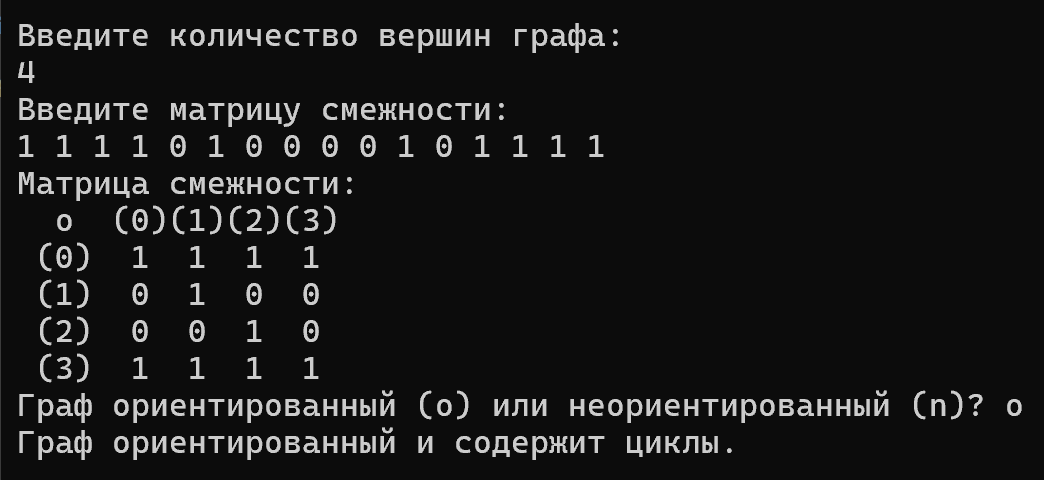 Введите количество вершин графа:
4
Введите матрицу смежности:
1 1 1 1 0 1 0 0 0 0 1 0 1 1 1 1
Матрица смежности:
о (0)(1)(2)(3)
(0) 1 1 1 1
(1) 0 1 0 0
(2) 0 0 1 0
(3) 1 1 1 1
Граф ориентированный (о) или неориентированный (n)? о
Граф ориентированный и содержит циклы.